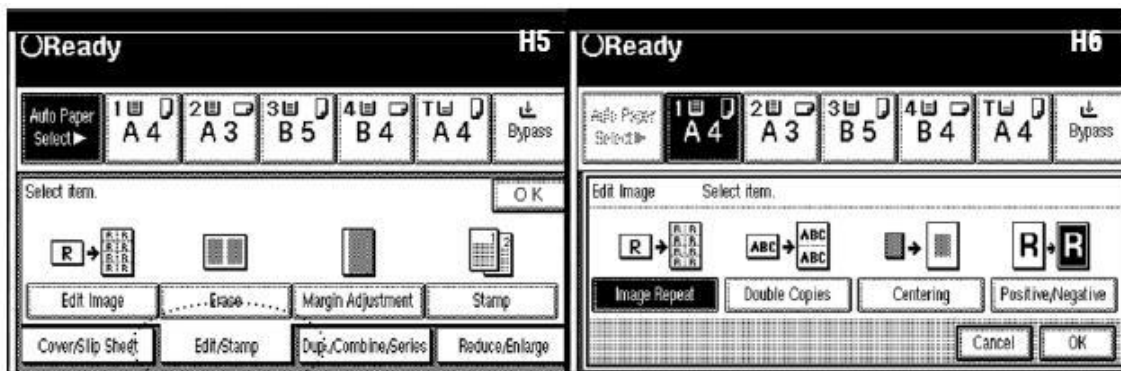 Ready
H5
Auto Paper Select▶
1 A4
2 A3
3 B5
4 B4
T A4
Bypass
Select item.
OK
R → R R R R R R R R
1 2
Edit Image
Erase
Margin Adjustment
Stamp
Cover/Slip Sheet
Edit/Stamp
Dup./Combine/Series
Reduce/Enlarge
Ready
H6
Auto Paper Select▶
1 A4
2 A3
3 B5
4 B4
T A4
Bypass
Edit Image Select item.
R → R R R R R R R R
ABC → ABC ABC
R → R
Image Repeat
Double Copies
Centering
Positive/Negative
Cancel
OK